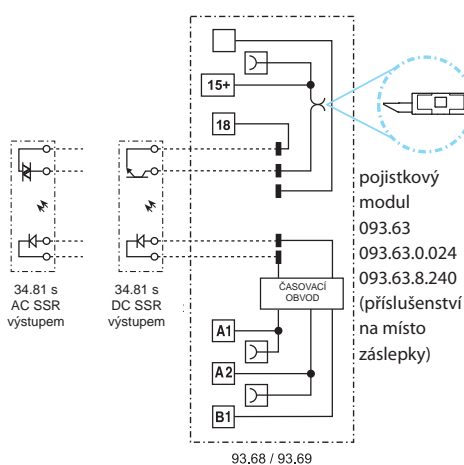 15+
18
pojistkový
modul
093.63
093.63.0.024
093.63.8.240
(příslušenství
na místo
záslepky)
34.81 s
AC SSR
výstupem
34.81 s
DC SSR
výstupem
ČASOVACÍ
OBVOD
A1
A2
B1
93.68 / 93.69